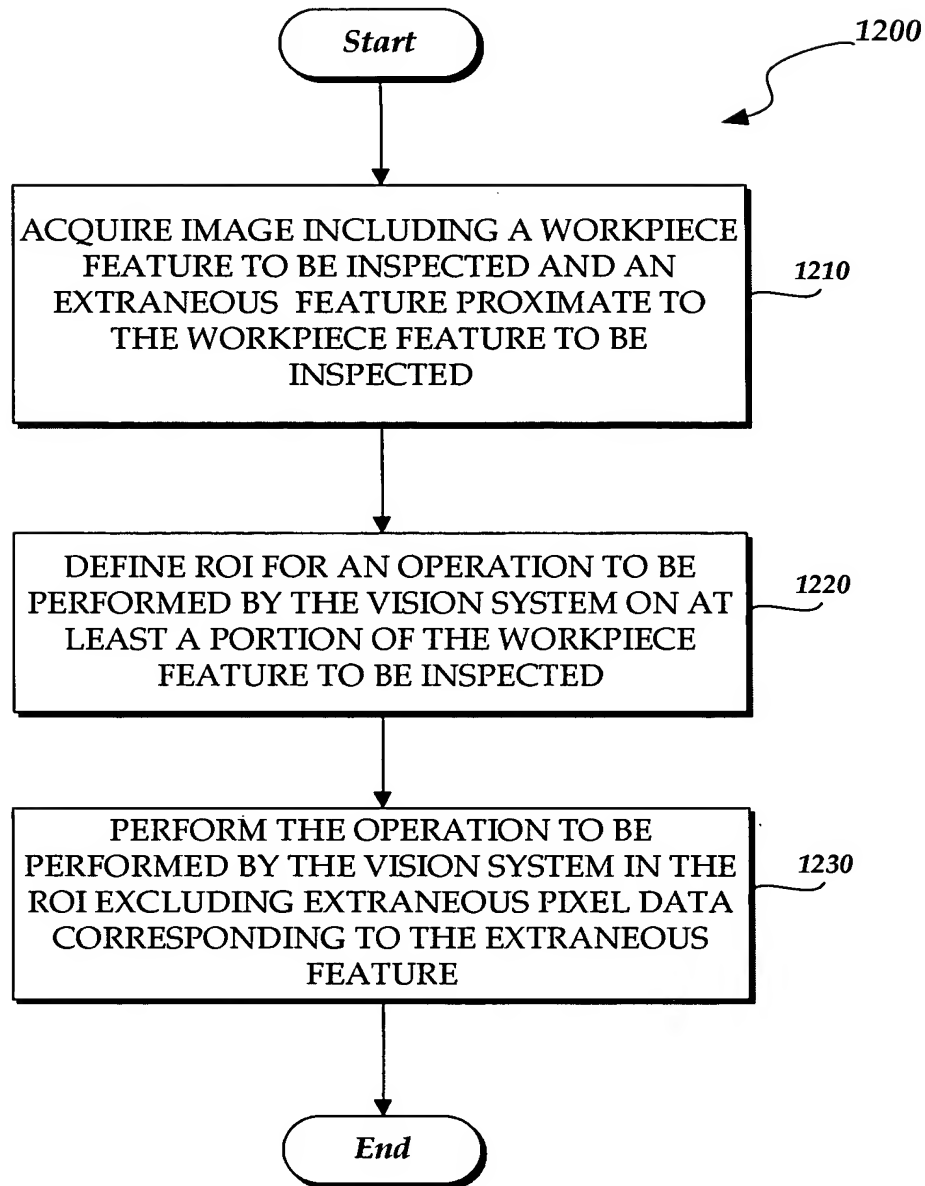 Start
1200
ACQUIRE IMAGE INCLUDING A WORKPIECE
FEATURE TO BE INSPECTED AND AN
EXTRANEOUS FEATURE PROXIMATE TO
THE WORKPIECE FEATURE TO BE
INSPECTED
1210
DEFINE ROI FOR AN OPERATION TO BE
PERFORMED BY THE VISION SYSTEM ON AT
LEAST A PORTION OF THE WORKPIECE
FEATURE TO BE INSPECTED
1220
PERFORM THE OPERATION TO BE
PERFORMED BY THE VISION SYSTEM IN THE
ROI EXCLUDING EXTRANEOUS PIXEL DATA
CORRESPONDING TO THE EXTRANEOUS
FEATURE
1230
End